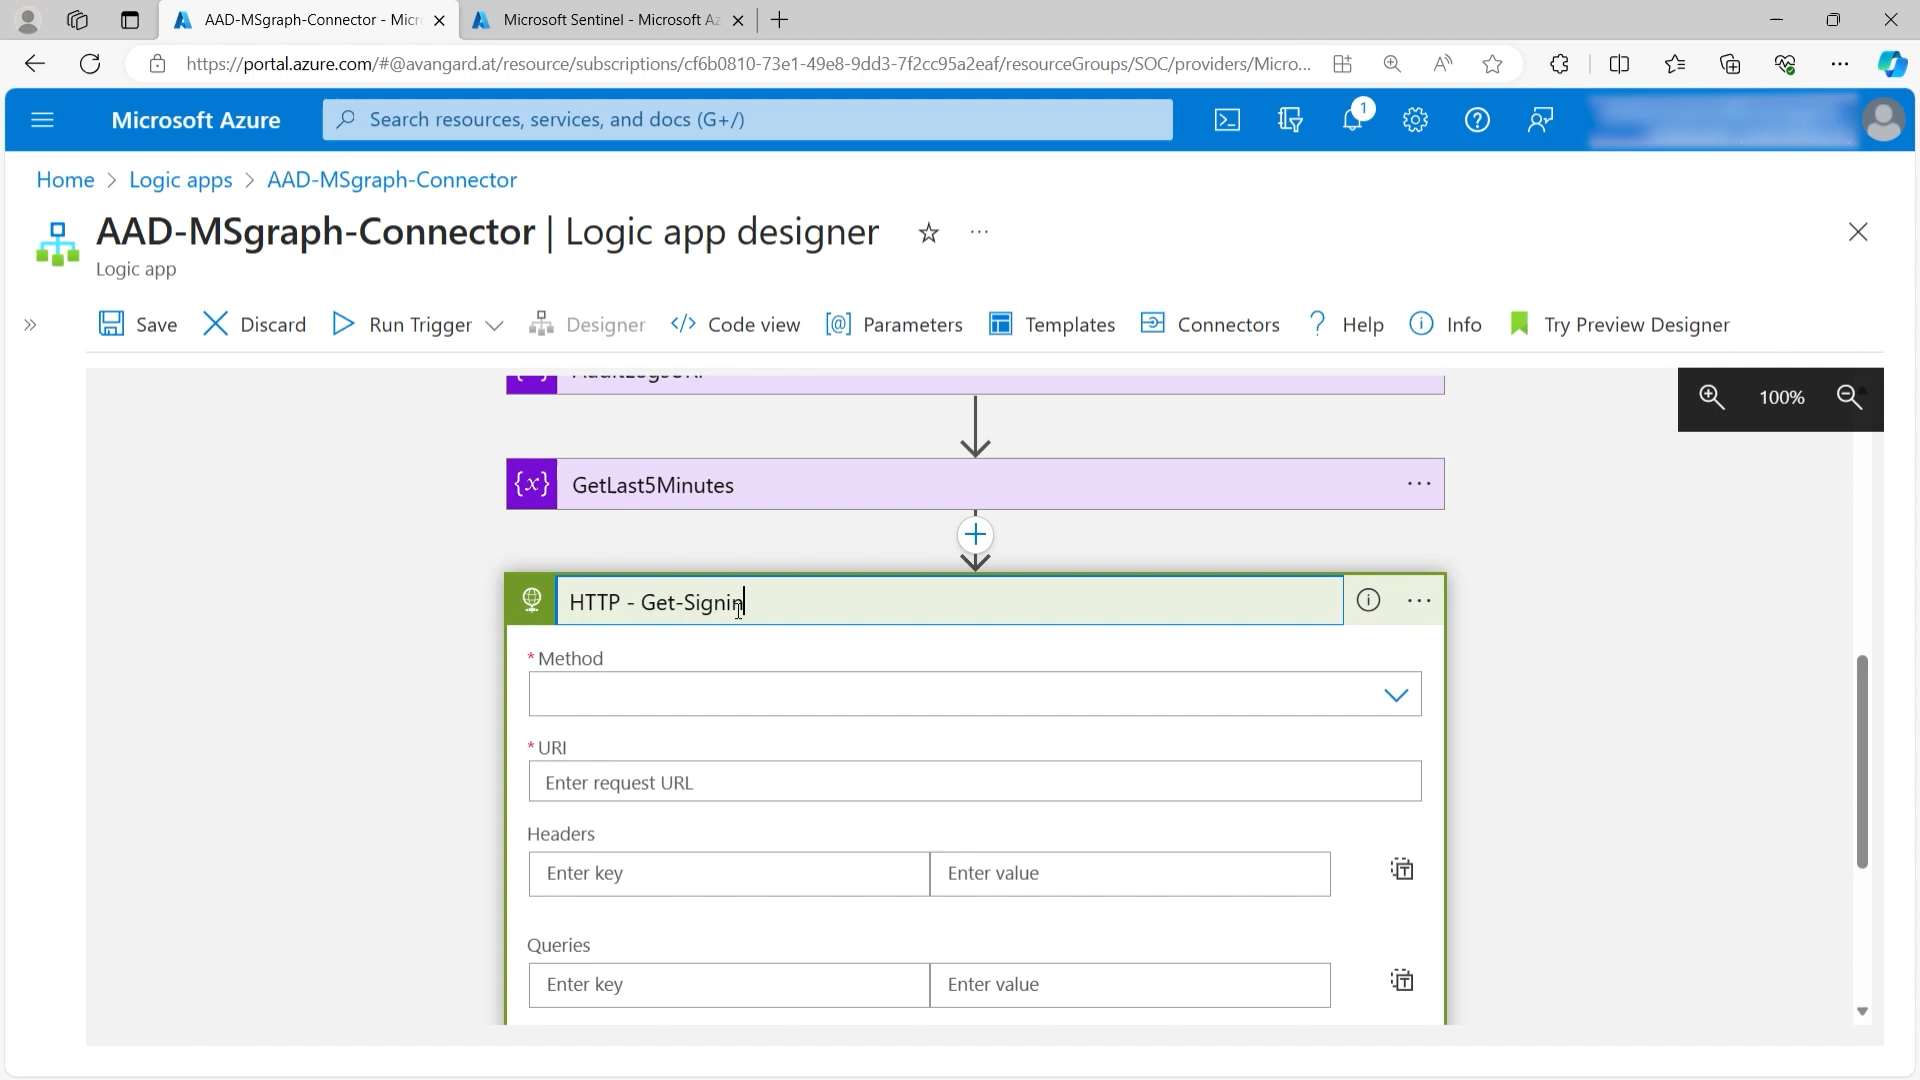 AAD-MSgraph-Connector - Micr
Microsoft Sentinel - Microsoft Az
https://portal.azure.com/#@avangard.at/resource/subscriptions/cf6b0810-73e1-49e8-9dd3-7f2cc95a2eaf/resourceGroups/SOC/providers/Micro...
Microsoft Azure
Search resources, services, and docs (G+/)
1
Home > Logic apps > AAD-MSgraph-Connector
AAD-MSgraph-Connector | Logic app designer
Logic app
Save Discard Run Trigger Designer Code view Parameters Templates Connectors Help Info Try Preview Designer
100%
{x} GetLast5Minutes
HTTP - Get-Signin
* Method
* URI
Enter request URL
Headers
Enter key Enter value
Queries
Enter key Enter value